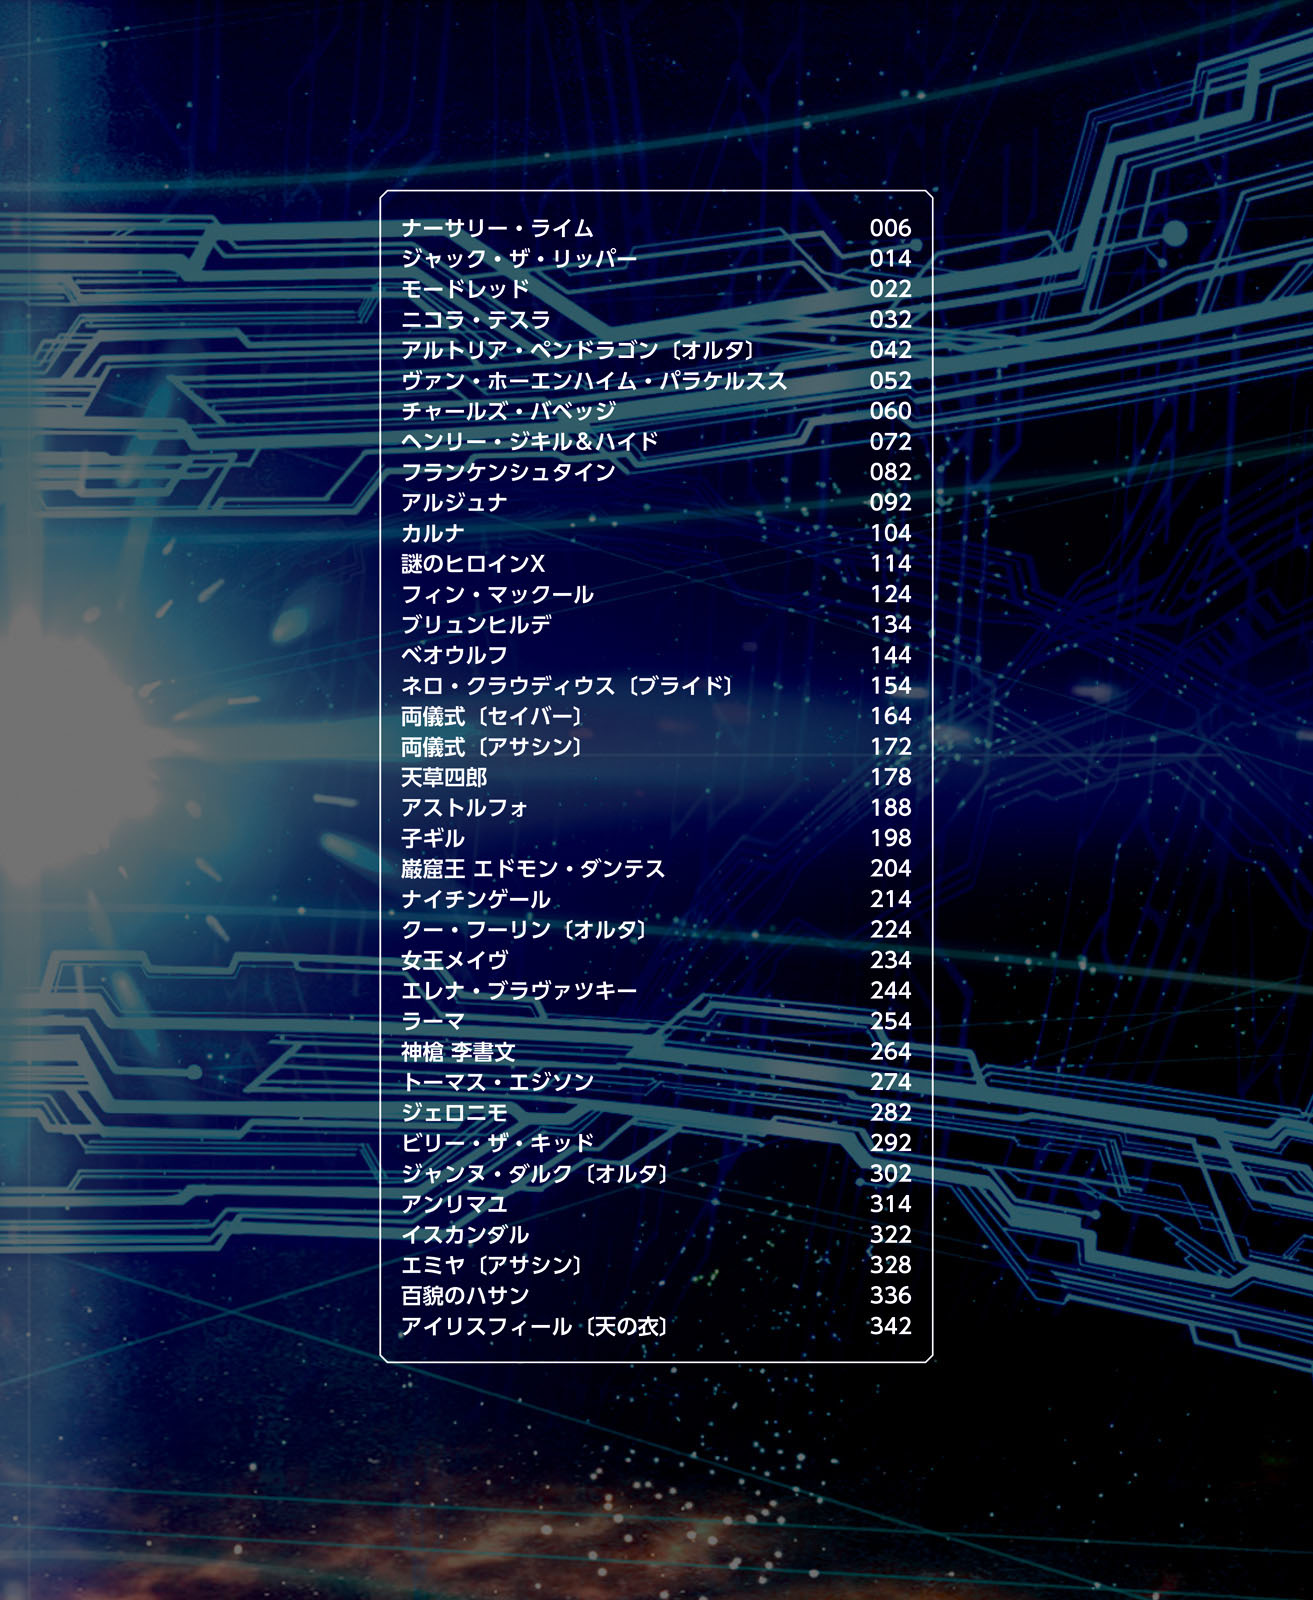 ナーサリー・ライム 006
ジャック・ザ・リッパー 014
モードレッド 022
ニコラ・テスラ 032
アルトリア・ペンドラゴン〔オルタ〕 042
ヴァン・ホーエンハイム・パラケルスス 052
チャールズ・バベッジ 060
ヘンリー・ジキル&ハイド 072
フランケンシュタイン 082
アルジュナ 092
カルナ 104
謎のヒロインX 114
フィン・マックール 124
ブリュンヒルデ 134
ベオウルフ 144
ネロ・クラウディウス〔ブライド〕 154
両儀式〔セイバー〕 164
両儀式〔アサシン〕 172
天草四郎 178
アストルフォ 188
子ギル 198
巌窟王 エドモン・ダンテス 204
ナイチンゲール 214
クー・フーリン〔オルタ〕 224
女王メイヴ 234
エレナ・ブラヴァツキー 244
ラーマ 254
神槍 李書文 264
トーマス・エジソン 274
ジェロニモ 282
ビリー・ザ・キッド 292
ジャンヌ・ダルク〔オルタ〕 302
アンリマユ 314
イスカンダル 322
エミヤ〔アサシン〕 328
百貌のハサン 336
アイリスフィール〔天の衣〕 342